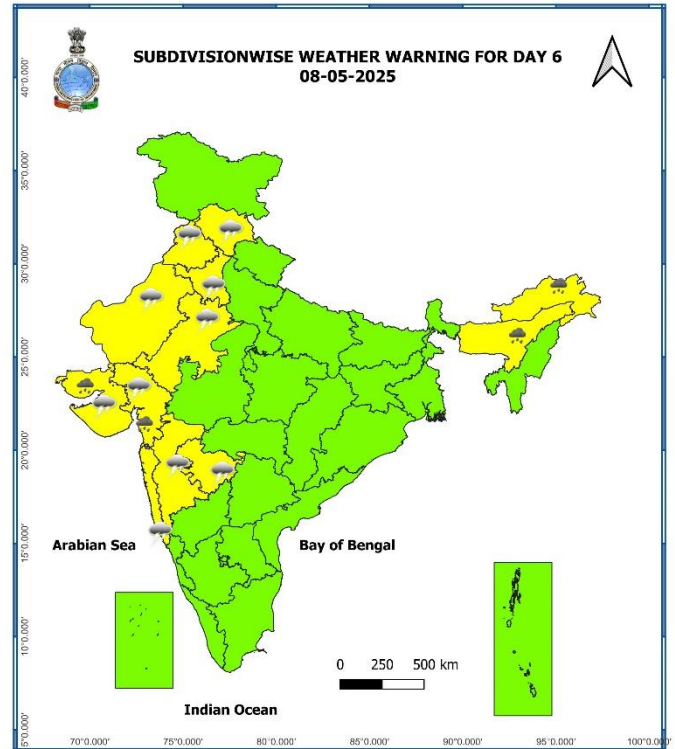 SUBDIVISIONWISE WEATHER WARNING FOR DAY 6
08-05-2025
40°0.000'
35°0.000'
30°0.000'
25°0.000'
20°0.000'
15°0.000'
10°0.000'
5°0.000'
Arabian Sea
Bay of Bengal
0 250 500 km
Indian Ocean
70°0.000' 75°0.000' 80°0.000' 85°0.000' 90°0.000' 95°0.000' 100°0.000'